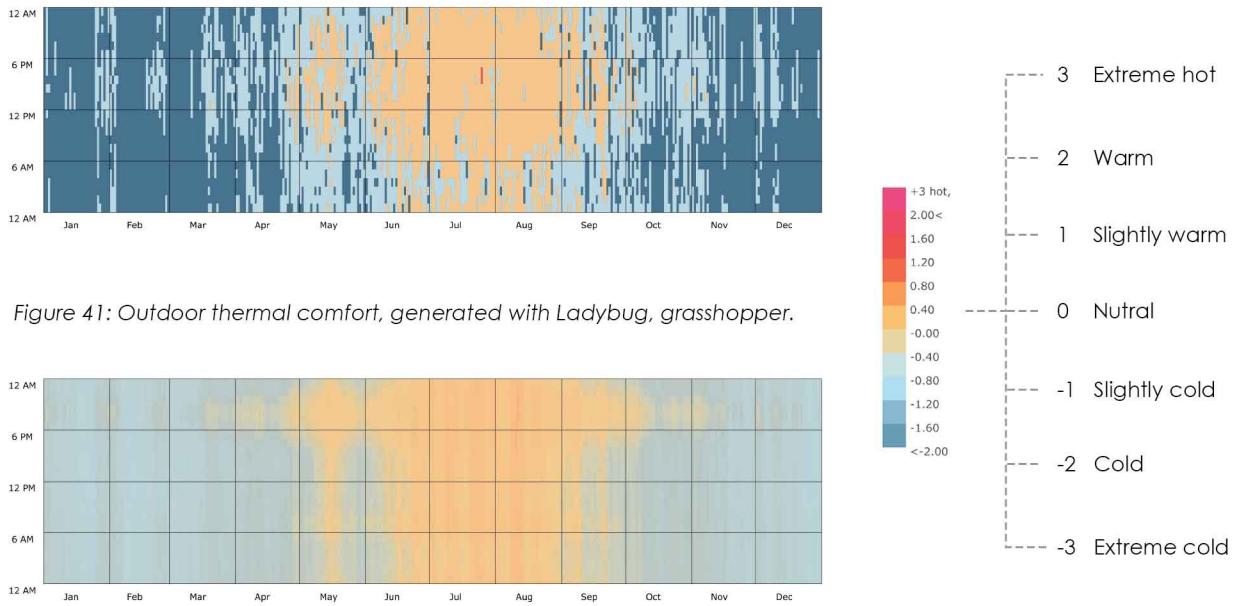 12 AM
6 PM
12 PM
6 AM
12 AM
Jan Feb Mar Apr May Jun Jul Aug Sep Oct Nov Dec
Figure 41: Outdoor thermal comfort, generated with Ladybug, grasshopper.
12 AM
6 PM
12 PM
6 AM
12 AM
Jan Feb Mar Apr May Jun Jul Aug Sep Oct Nov Dec
+3 hot,
2.00<
1.60
1.20
0.80
0.40
-0.00
-0.40
-0.80
-1.20
-1.60
<-2.00
3 Extreme hot
2 Warm
1 Slightly warm
0 Nutral
-1 Slightly cold
-2 Cold
-3 Extreme cold